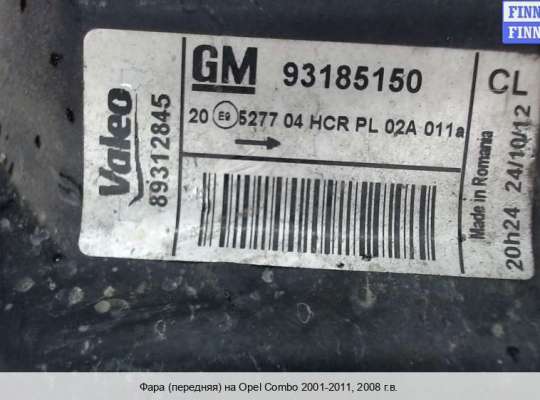 FINN
FINN
GM 93185150
20 E9 5277 04 HCR PL 02A 011a
Valeo
89312845
CL
Made in Romania
20h24 24/10/12
Фара (передняя) на Opel Combo 2001-2011, 2008 г.в.